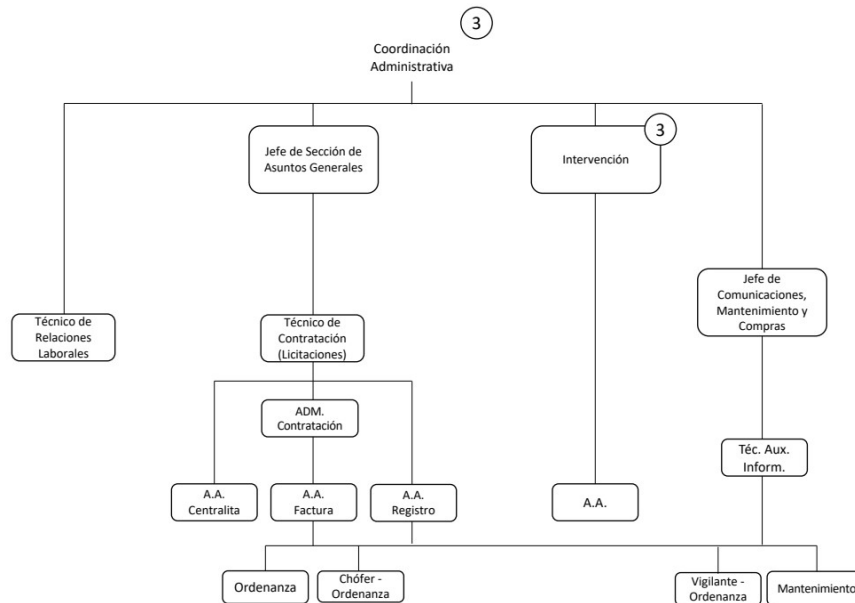 3
Coordinación
Administrativa
Jefe de Sección de
Asuntos Generales
3
Intervención
Jefe de
Comunicaciones,
Mantenimiento y
Compras
Técnico de
Relaciones
Laborales
Técnico de
Contratación
(Licitaciones)
ADM.
Contratación
Téc. Aux.
Inform.
A.A.
Centralita
A.A.
Factura
A.A.
Registro
A.A.
Ordenanza
Chófer -
Ordenanza
Vigilante -
Ordenanza
Mantenimiento